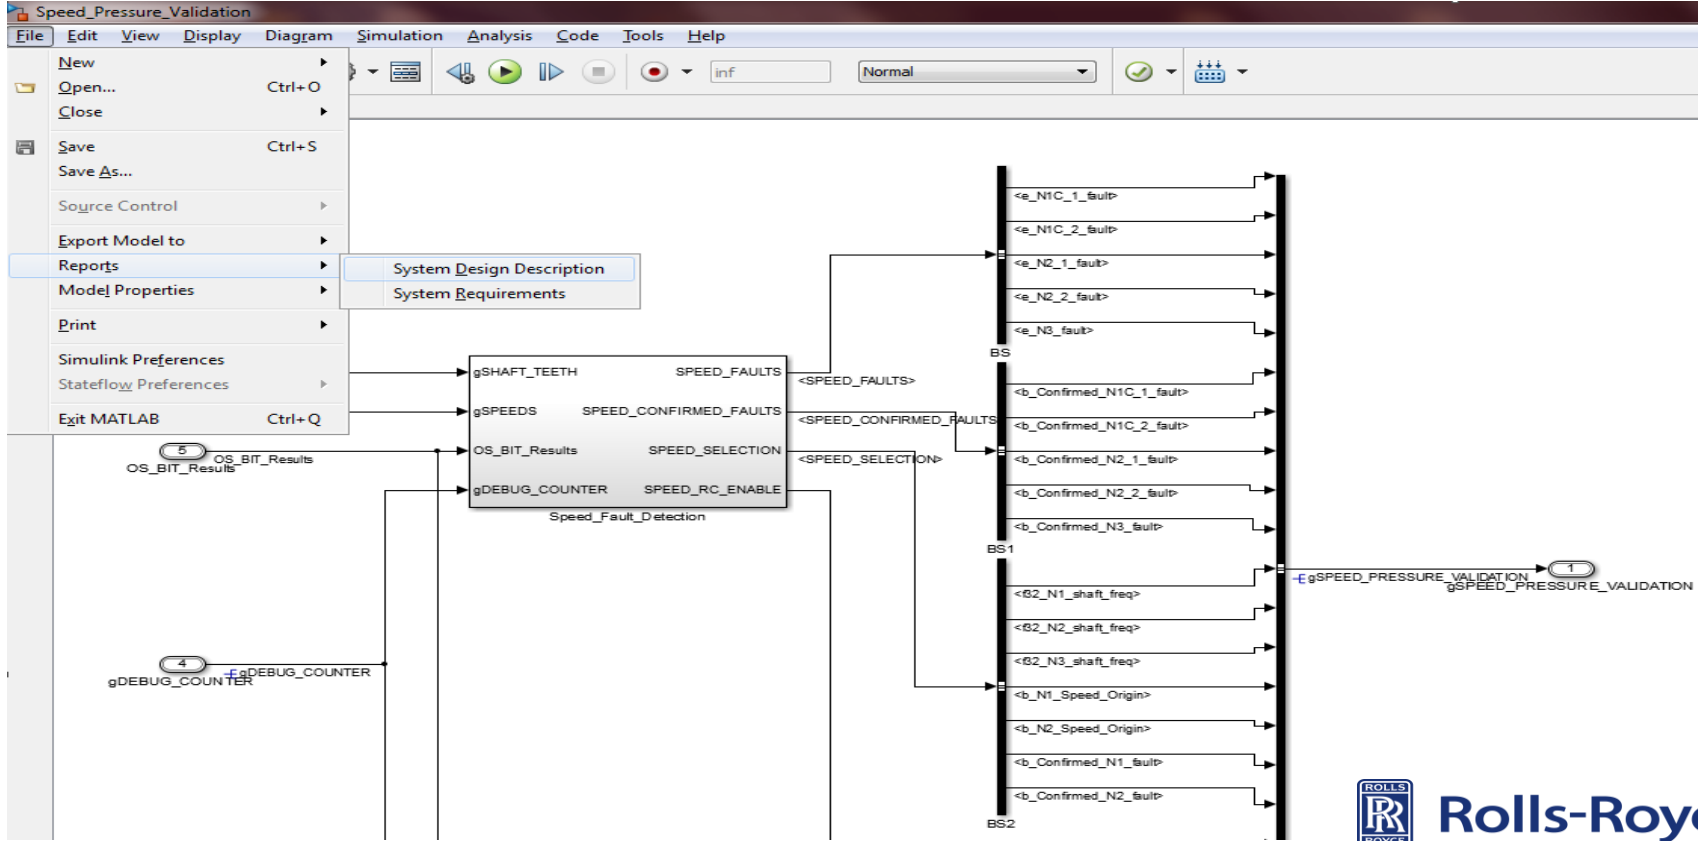 Speed_Pressure_Validation
File Edit View Display Diagram Simulation Analysis Code Tools Help
New
Open... Ctrl+O
Close
Save Ctrl+S
Save As...
Source Control
Export Model to
Reports
Model Properties
Print
Simulink Preferences
Stateflow Preferences
Exit MATLAB Ctrl+Q
System Design Description
System Requirements
inf
Normal
gSHAFT_TEETH SPEED_FAULTS
gSPEEDS SPEED_CONFIRMED_FAULTS
OS_BIT_Results SPEED_SELECTION
gDEBUG_COUNTER SPEED_RC_ENABLE
Speed_Fault_Detection
<SPEED_FAULTS>
<SPEED_CONFIRMED_FAULTS
<SPEED_SELECTION>
5
OS_BIT_Results
OS_BIT_Results
4
gDEBUG_COUNTER
gDEBUG_COUNTER
<e_N1C_1_fault>
<e_N1C_2_fault>
<e_N2_1_fault>
<e_N2_2_fault>
<e_N3_fault>
BS
<b_Confirmed_N1C_1_fault>
<b_Confirmed_N1C_2_fault>
<b_Confirmed_N2_1_fault>
<b_Confirmed_N2_2_fault>
<b_Confirmed_N3_fault>
BS1
<f32_N1_shaft_freq>
<f32_N2_shaft_freq>
<f32_N3_shaft_freq>
<b_N1_Speed_Origin>
<b_N2_Speed_Origin>
<b_Confirmed_N1_fault>
<b_Confirmed_N2_fault>
BS2
gSPEED_PRESSURE_VALIDATION
1
gSPEED_PRESSURE_VALIDATION
ROLLS
RR
ROYCE
Rolls-Royc